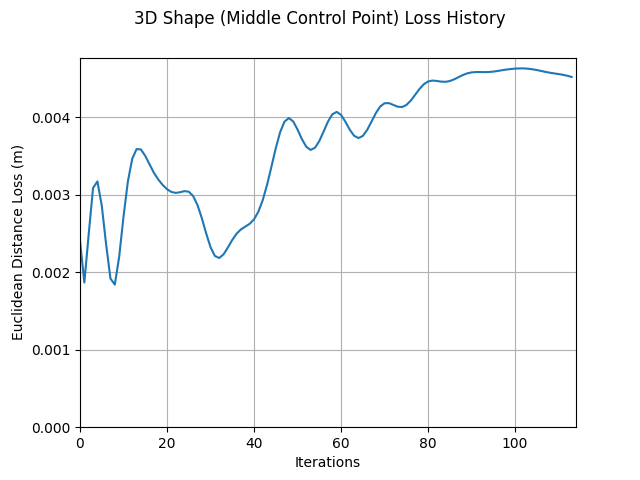 3D Shape (Middle Control Point) Loss History
Euclidean Distance Loss (m)
0.004
0.003
0.002
0.001
0.000
0 20 40 60 80 100
Iterations